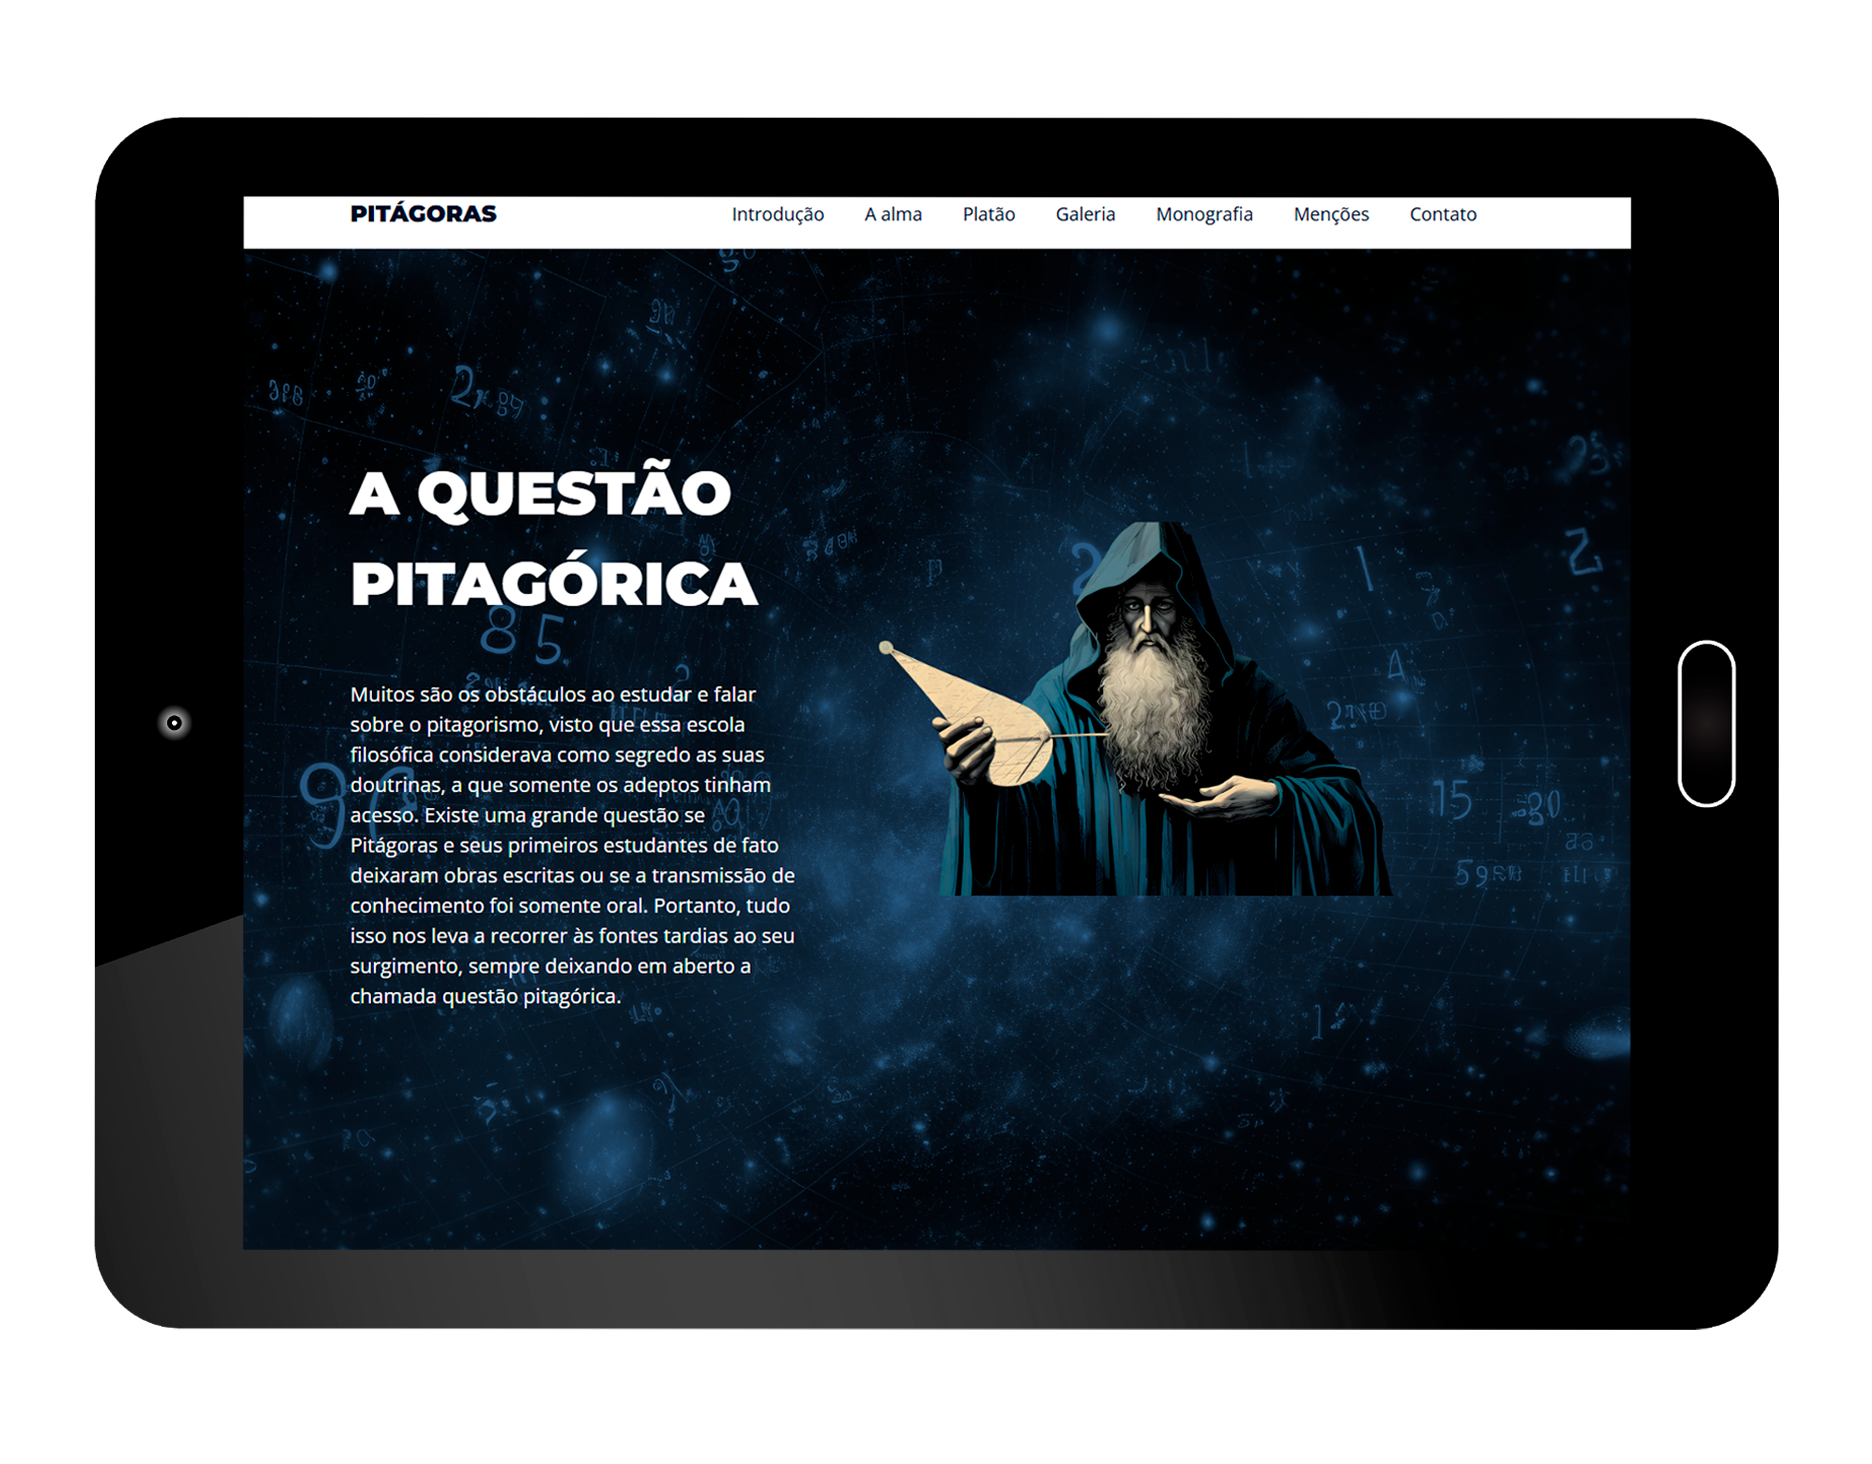 PITÁGORAS
Introdução A alma Platão Galeria Monografia Menções Contato
A QUESTÃO
PITAGÓRICA
85
Muitos são os obstáculos ao estudar e falar
sobre o pitagorismo, visto que essa escola
filosófica considerava como segredo as suas
doutrinas, a que somente os adeptos tinham
acesso. Existe uma grande questão se
Pitágoras e seus primeiros estudantes de fato
deixaram obras escritas ou se a transmissão de
conhecimento foi somente oral. Portanto, tudo
isso nos leva a recorrer às fontes tardias ao seu
surgimento, sempre deixando em aberto a
chamada questão pitagórica.
15